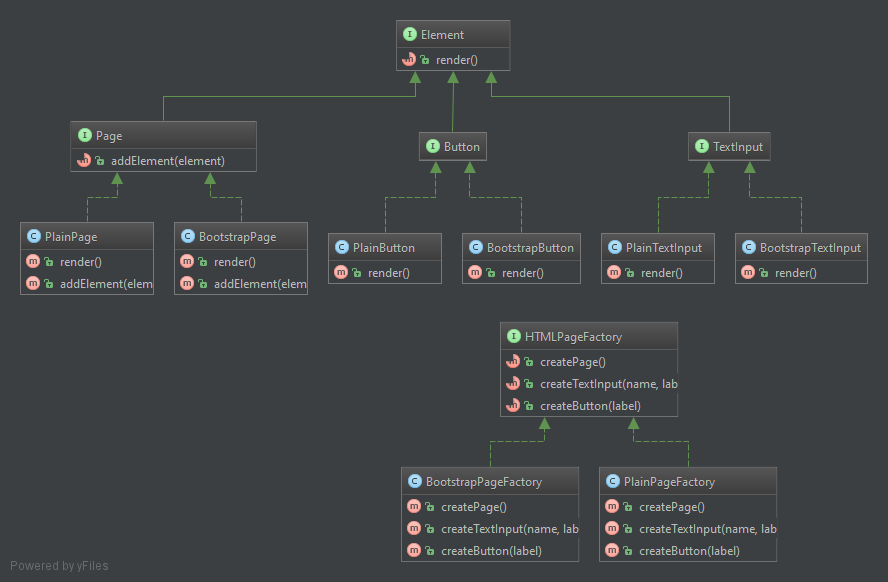 Element
render()
Page
addElement(element)
Button
TextInput
PlainPage
render()
addElement(elem
BootstrapPage
render()
addElement(elem
PlainButton
render()
BootstrapButton
render()
PlainTextInput
render()
BootstrapTextInput
render()
HTMLPageFactory
createPage()
createTextInput(name, lab
createButton(label)
BootstrapPageFactory
createPage()
createTextInput(name, lab
createButton(label)
PlainPageFactory
createPage()
createTextInput(name, lab
createButton(label)
Powered by yFiles